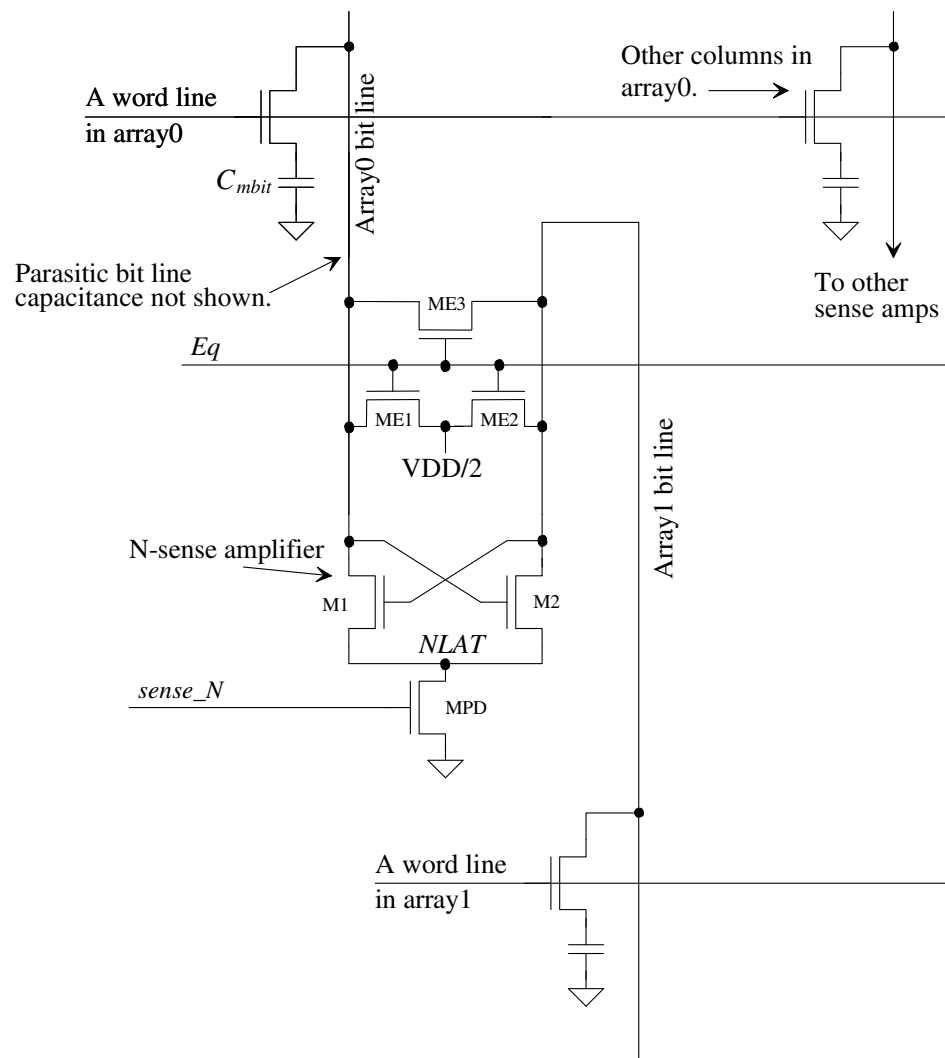 Other columns in
array0.
A word line
in array0
Array0 bit line
C_mbit
Parasitic bit line
capacitance not shown.
To other
sense amps
ME3
Eq
ME1
ME2
VDD/2
Array1 bit line
N-sense amplifier
M1
M2
NLAT
sense_N
MPD
A word line
in array1